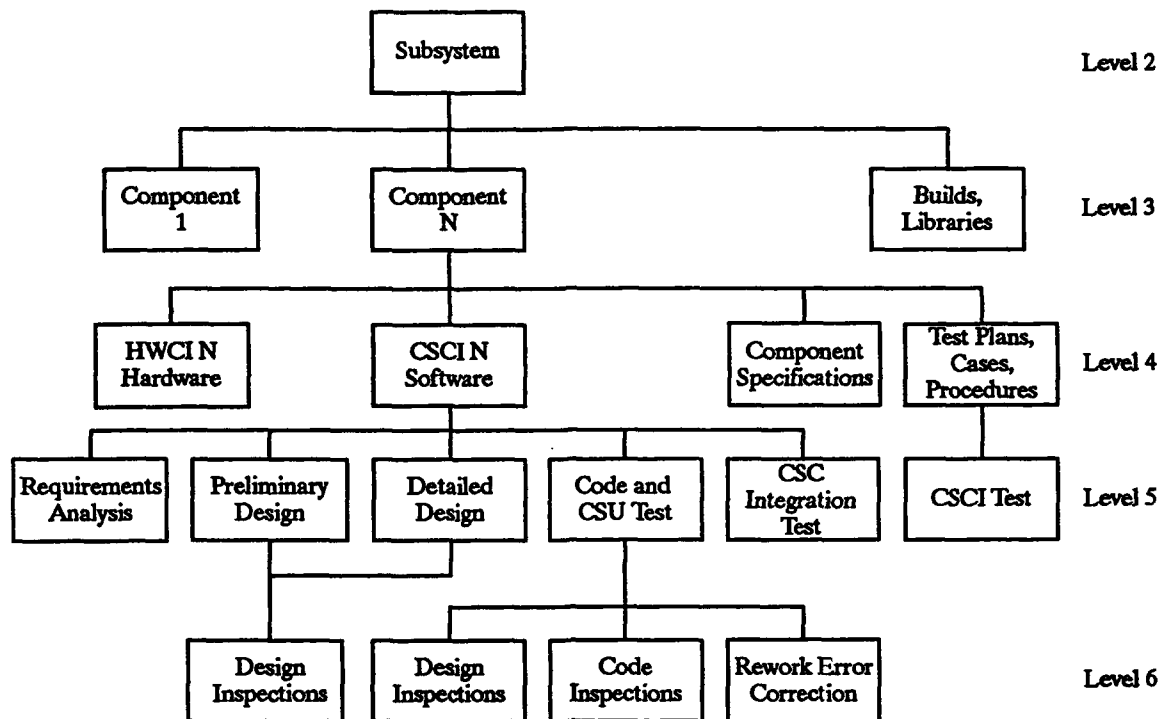 Subsystem
Level 2
Component
1
Component
N
Builds,
Libraries
Level 3
HWCI N
Hardware
CSCI N
Software
Component
Specifications
Test Plans,
Cases,
Procedures
Level 4
Requirements
Analysis
Preliminary
Design
Detailed
Design
Code and
CSU Test
CSC
Integration
Test
CSCI Test
Level 5
Design
Inspections
Design
Inspections
Code
Inspections
Rework Error
Correction
Level 6